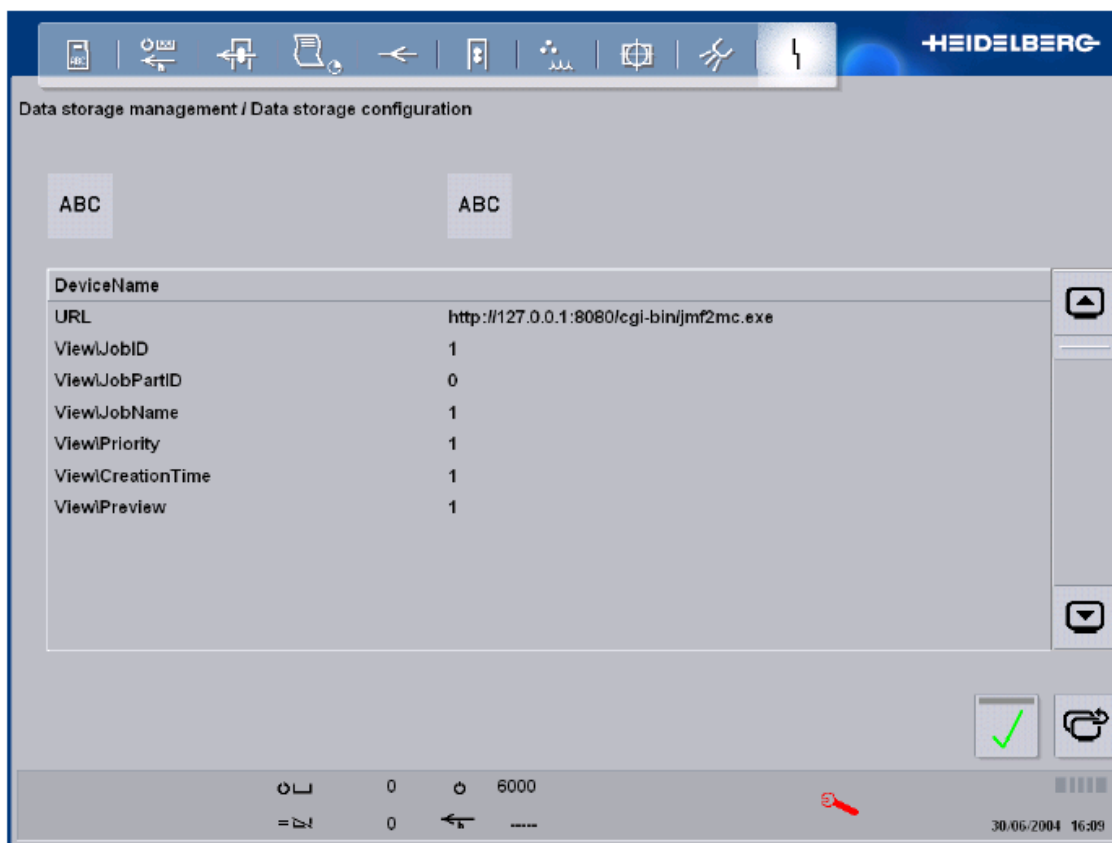 HEIDELBERG
ABC
Data storage management / Data storage configuration
ABC ABC
DeviceName
URL http://127.0.0.1:8080/cgi-bin/jmf2mc.exe
View\JobID 1
View\JobPartID 0
View\JobName 1
View\Priority 1
View\CreationTime 1
View\Preview 1
0 6000
= 0 -----
30/06/2004 16:09